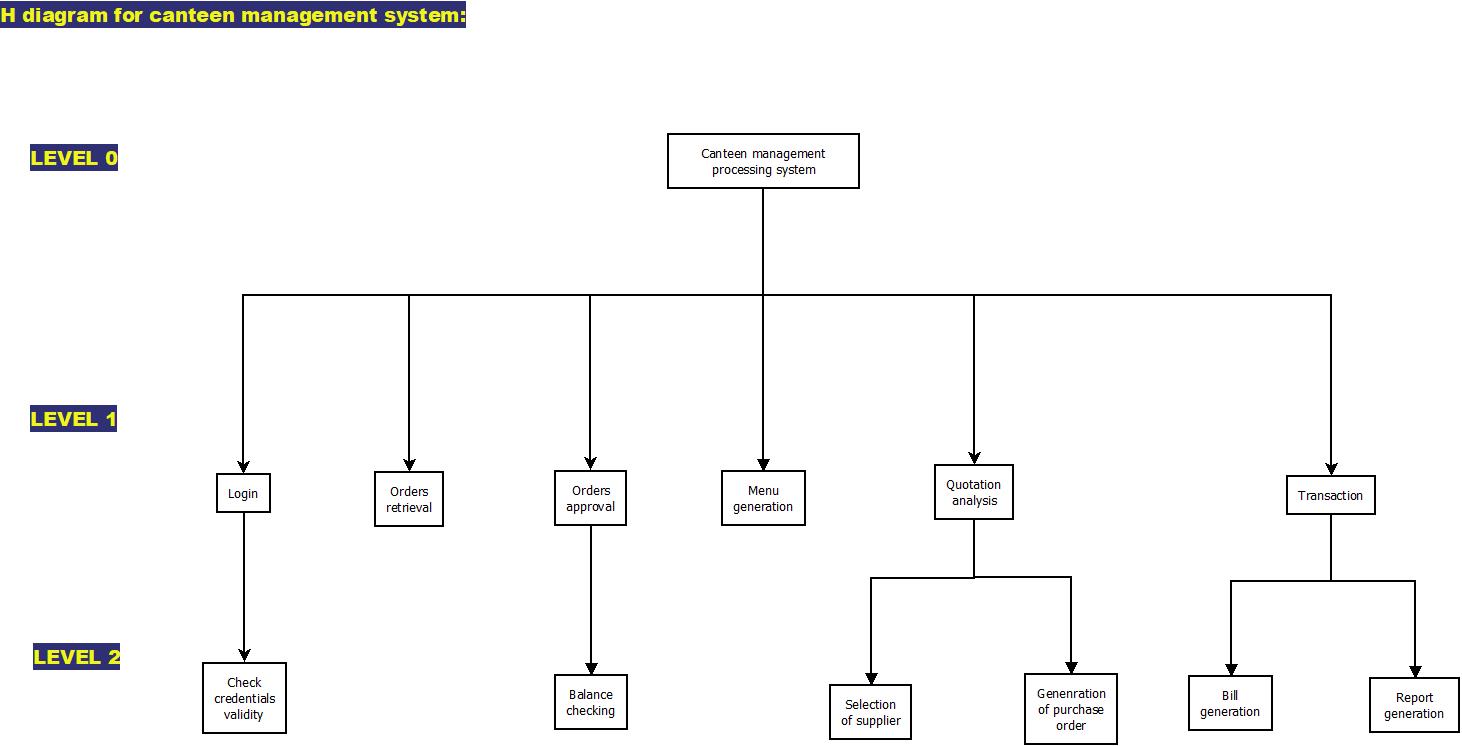 H diagram for canteen management system:
LEVEL 0
Canteen management
processing system
LEVEL 1
Login
Orders
retrieval
Orders
approval
Menu
generation
Quotation
analysis
Transaction
LEVEL 2
Check
credentials
validity
Balance
checking
Selection
of supplier
Genenration
of purchase
order
Bill
generation
Report
generation